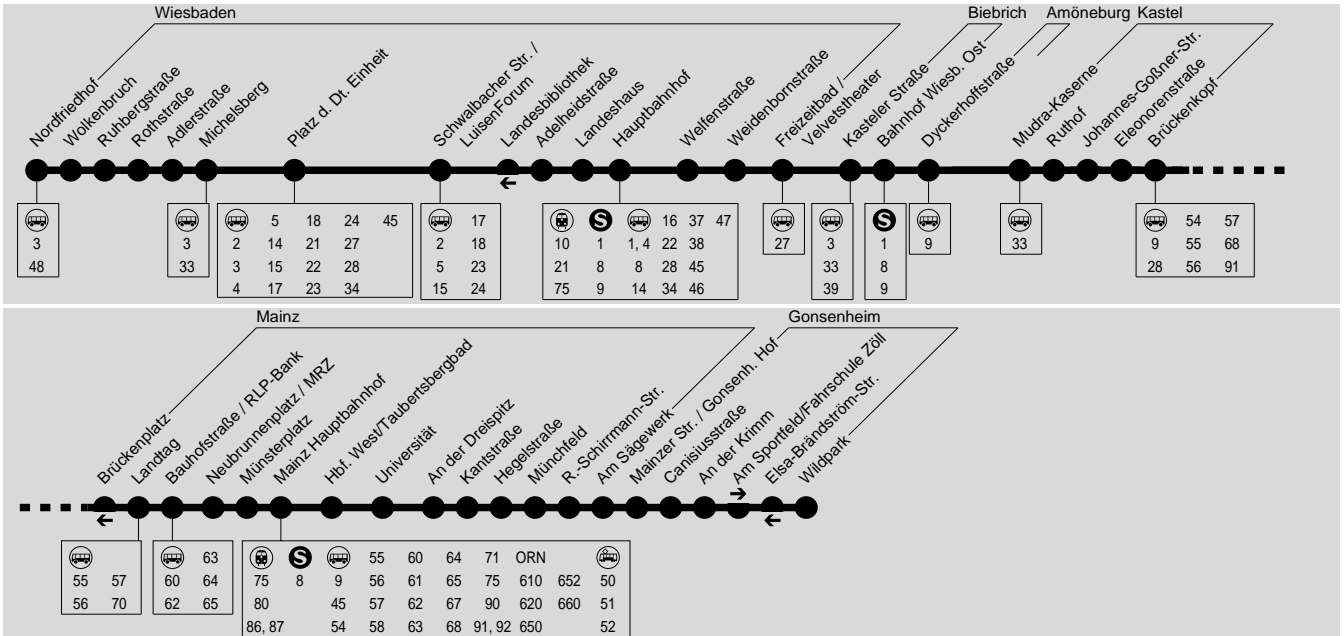 Wiesbaden Biebrich Amöneburg Kastel
Nordfriedhof
Wolkenbruch
Ruhbergstraße
Rothstraße
Adlerstraße
Michelsberg
Platz d. Dt. Einheit
Schwalbacher Str. /
LuisenForum
Landesbibliothek
Adelheidstraße
Landeshaus
Hauptbahnhof
Welfenstraße
Weidenbornstraße
Freizeitbad /
Velvetstheater
Kasteler Straße
Bahnhof Wiesb. Ost
Dyckerhoffstraße
Mudra-Kaserne
Ruthof
Johannes-Goßner-Str.
Eleonorenstraße
Brückenkopf
3
48
3
33
5 18 24 45
2 14 21 27
3 15 22 28
4 17 23 34
17
2 18
5 23
15 24
S 16 37 47
10 1 1, 4 22 38
21 8 8 28 45
75 9 14 34 46
27
3
33
39
S
1
8
9
9
33
54 57
9 55 68
28 56 91
Mainz Gonsenheim
Brückenplatz
Landtag
Bauhofstraße / RLP-Bank
Neubrunnenplatz / MRZ
Münsterplatz
Mainz Hauptbahnhof
Hbf. West/Taubertsbergbad
Universität
An der Dreispitz
Kantstraße
Hegelstraße
Münchfeld
R.-Schirrmann-Str.
Am Sägewerk
Mainzer Str. / Gonsenh. Hof
Canisiusstraße
An der Krimm
Am Sportfeld/Fahrschule Zöll
Elsa-Brändström-Str.
Wildpark
55 57
56 70
63
60 64
62 65
S 55 60 64 71 ORN
75 8 9 56 61 65 75 610 652 50
80 45 57 62 67 90 620 660 51
86, 87 54 58 63 68 91, 92 650 52